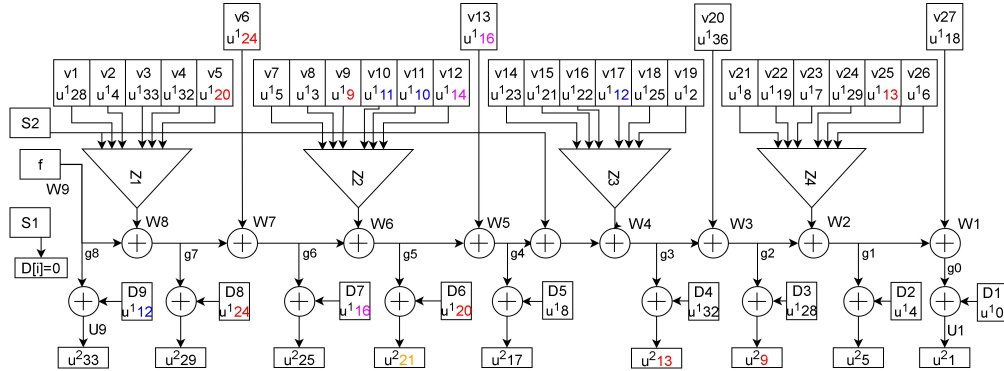 v6
u¹24
v13
u¹16
v20
u¹36
v27
u¹18
v1 v2 v3 v4 v5
u¹28 u¹4 u¹33 u¹32 u¹20
v7 v8 v9 v10 v11 v12
u¹5 u¹3 u¹9 u¹11 u¹10 u¹14
v14 v15 v16 v17 v18 v19
u¹23 u¹21 u¹22 u¹12 u¹25 u¹2
v21 v22 v23 v24 v25 v26
u¹8 u¹19 u¹7 u¹29 u¹13 u¹6
S2
f
Z1 Z2 Z3 Z4
W9
S1
W8 W7 W6 W5 W4 W3 W2 W1
g8 g7 g6 g5 g4 g3 g2 g1 g0
D[i]=0
D9 D8 D7 D6 D5 D4 D3 D2 D1
u¹12 u¹24 u¹16 u¹20 u¹8 u¹32 u¹28 u¹4 u¹0
U9 U1
u²33 u²29 u²25 u²21 u²17 u²13 u²9 u²5 u²1